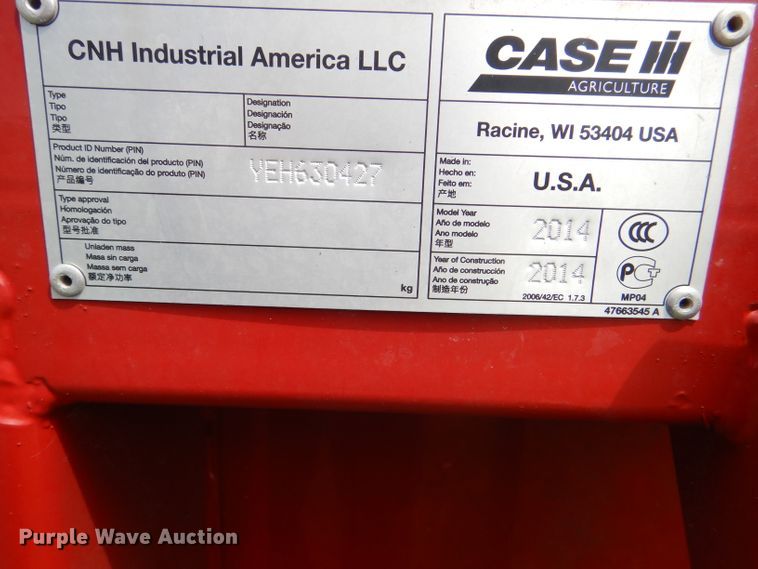 CNH Industrial America LLC
Type
Tipo
Tipo
类型
Designation
Designación
Designação
名称
Product ID Number (PIN)
Núm. de identificación del producto (PIN)
Número de identificação do produto (PIN)
产品编号
YEH630427
Type approval
Homologación
Aprovação do tipo
型号批准
Unladen mass
Masa sin carga
Massa sem carga
额定净功率
kg
CASE IH
AGRICULTURE
Racine, WI 53404 USA
Made in:
Hecho en:
Feito em:
产地
U.S.A.
Model Year
Año de modelo
Ano modelo
年型
2014
CCC
Year of Construction
Año de construcción
Ano de construção
制造年份
2014
2006/42/EC 1.7.3
PCT
MP04
47663545 A
Purple Wave Auction